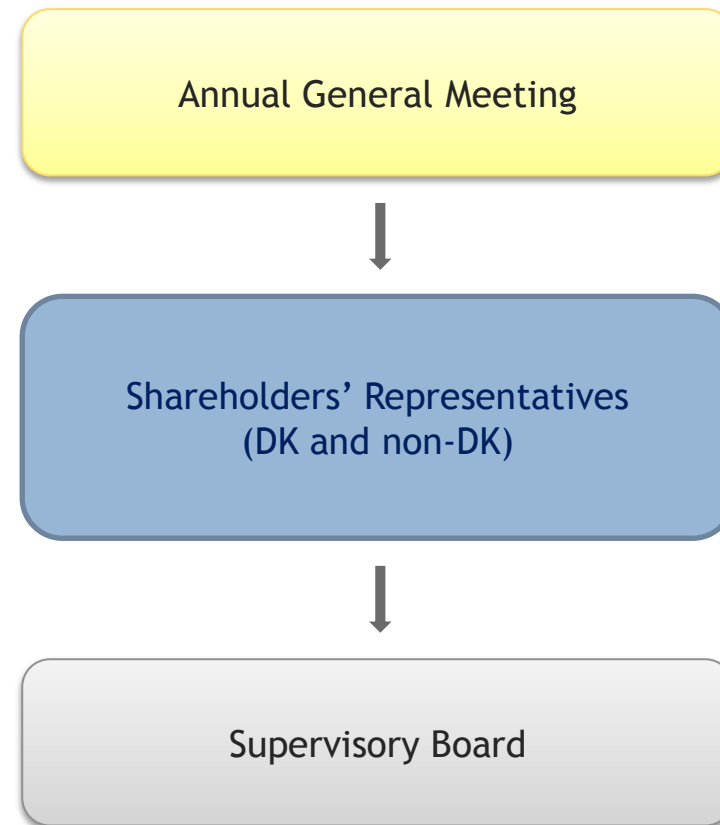 Annual General Meeting
Shareholders’ Representatives
(DK and non-DK)
Supervisory Board